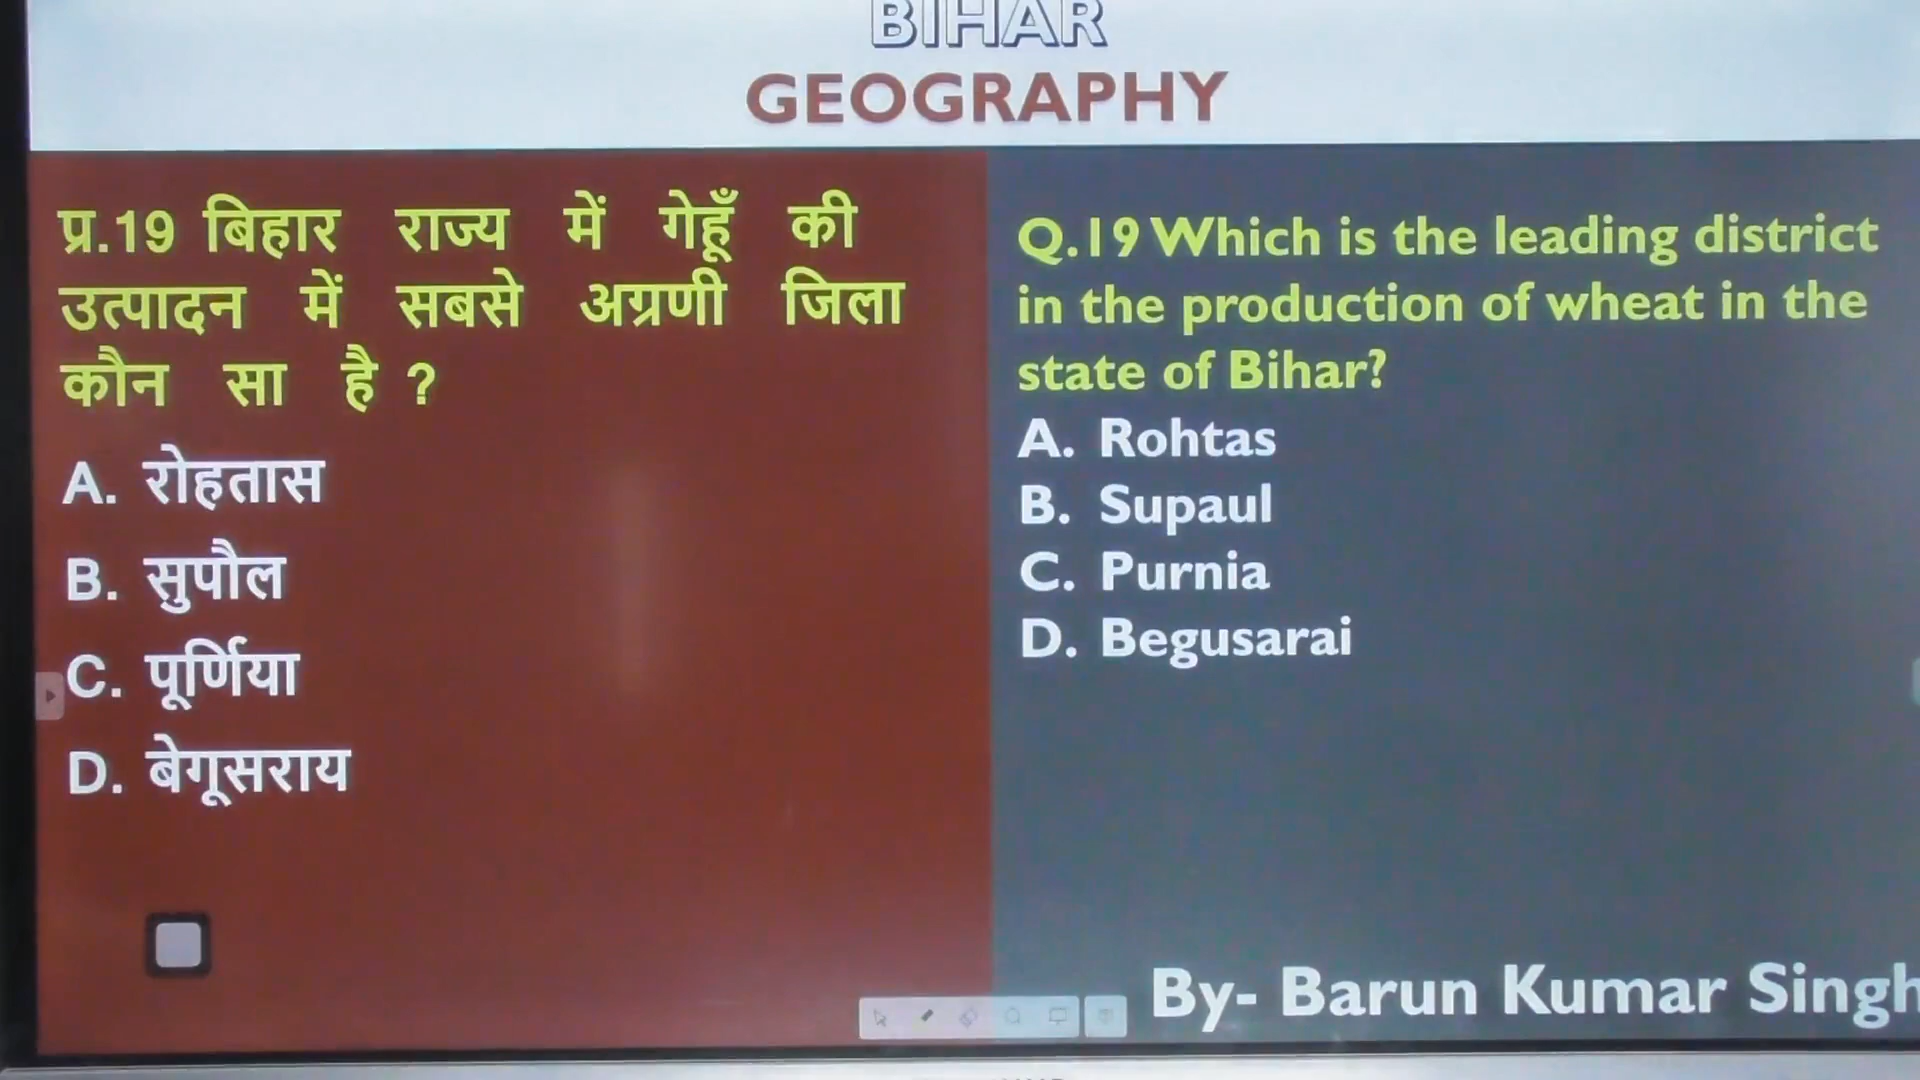 BIHAR
GEOGRAPHY
प्र.19 बिहार राज्य में गेहूँ की
उत्पादन में सबसे अग्रणी जिला
कौन सा है ?
A. रोहतास
B. सुपौल
C. पूर्णिया
D. बेगूसराय
Q.19 Which is the leading district
in the production of wheat in the
state of Bihar?
A. Rohtas
B. Supaul
C. Purnia
D. Begusarai
By- Barun Kumar Singh